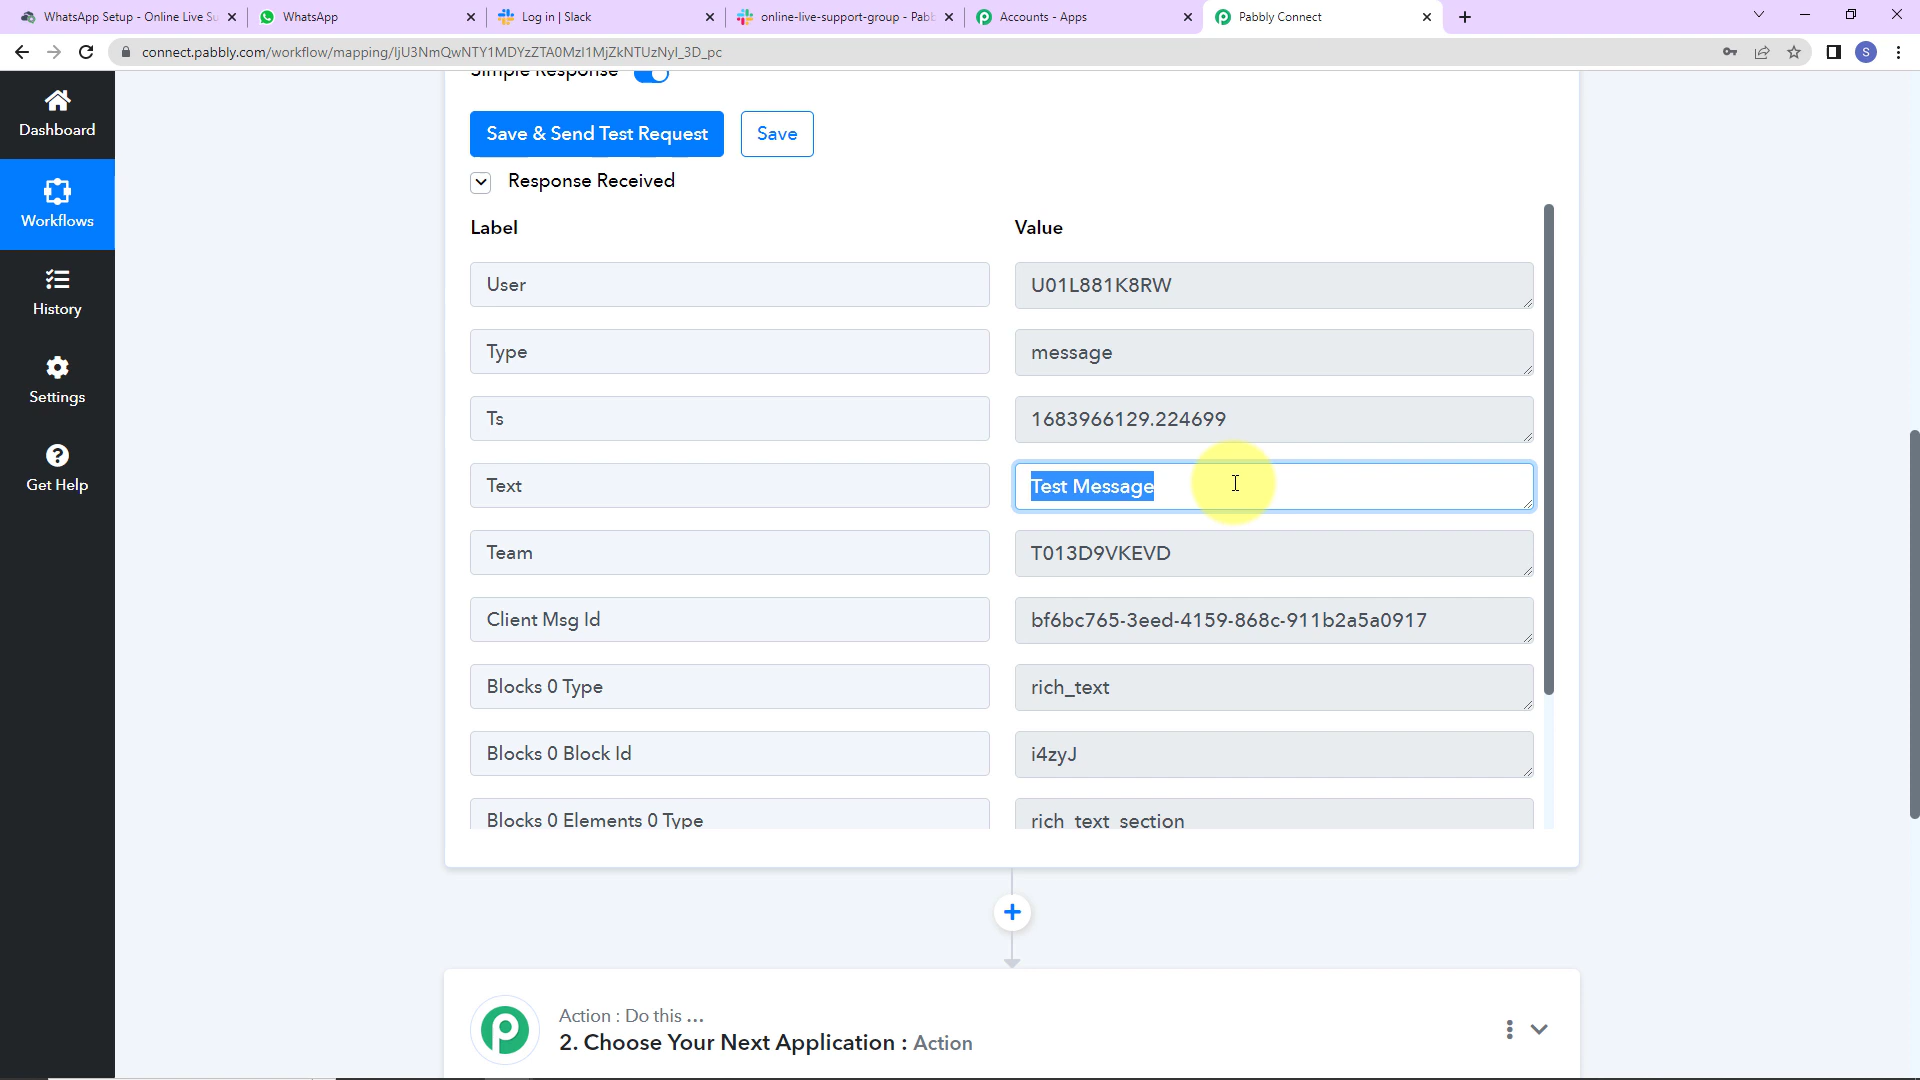 WhatsApp Setup - Online Live Su
WhatsApp
Log in | Slack
online-live-support-group - Pabb
Accounts - Apps
Pabbly Connect
connect.pabbly.com/workflow/mapping/IjU3NmQwNTY1MDYzZTA0MzI1MjZkNTUzNyI_3D_pc
S
Dashboard
Workflows
History
Settings
Get Help
Simple Response
Save & Send Test Request
Save
Response Received
Label
Value
User
U01L881K8RW
Type
message
Ts
1683966129.224699
Text
Test Message
Team
T013D9VKEVD
Client Msg Id
bf6bc765-3eed-4159-868c-911b2a5a0917
Blocks 0 Type
rich_text
Blocks 0 Block Id
i4zyJ
Blocks 0 Elements 0 Type
rich_text_section
Action : Do this ...
2. Choose Your Next Application : Action